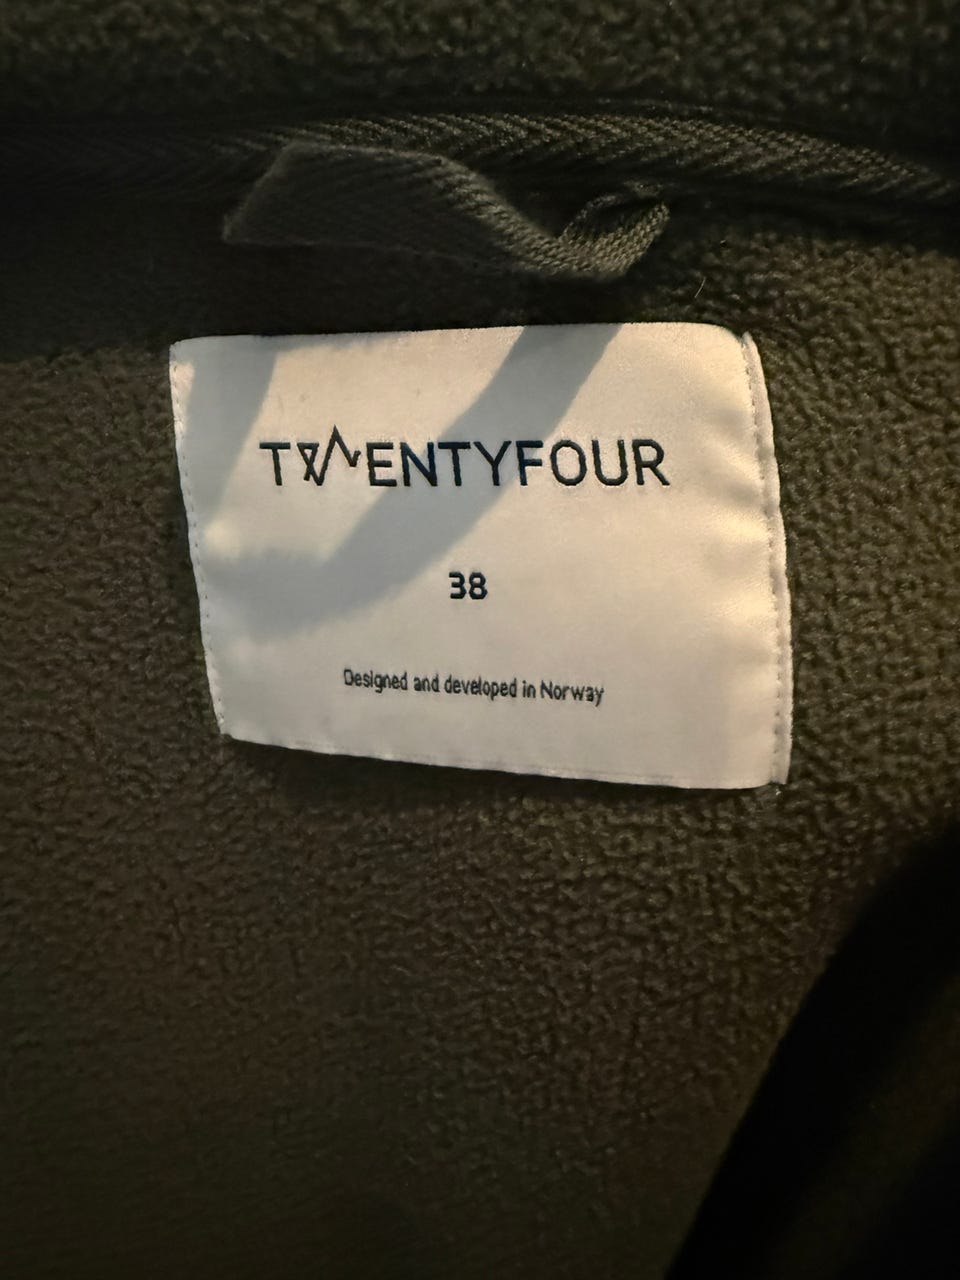 TWENTYFOUR
38
Designed and developed in Norway